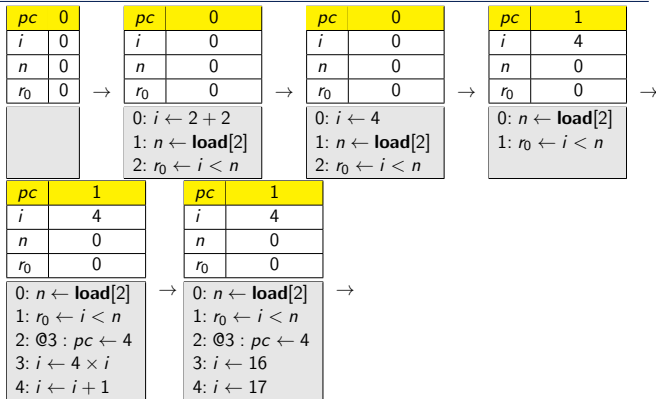 pc 0
i 0
n 0
r₀ 0
→
pc 0
i 0
n 0
r₀ 0
0: i ← 2 + 2
1: n ← load[2]
2: r₀ ← i < n
→
pc 0
i 0
n 0
r₀ 0
0: i ← 4
1: n ← load[2]
2: r₀ ← i < n
→
pc 1
i 4
n 0
r₀ 0
0: n ← load[2]
1: r₀ ← i < n
→
pc 1
i 4
n 0
r₀ 0
0: n ← load[2]
1: r₀ ← i < n
2: @3 : pc ← 4
3: i ← 4 × i
4: i ← i + 1
→
pc 1
i 4
n 0
r₀ 0
0: n ← load[2]
1: r₀ ← i < n
2: @3 : pc ← 4
3: i ← 16
4: i ← 17
→